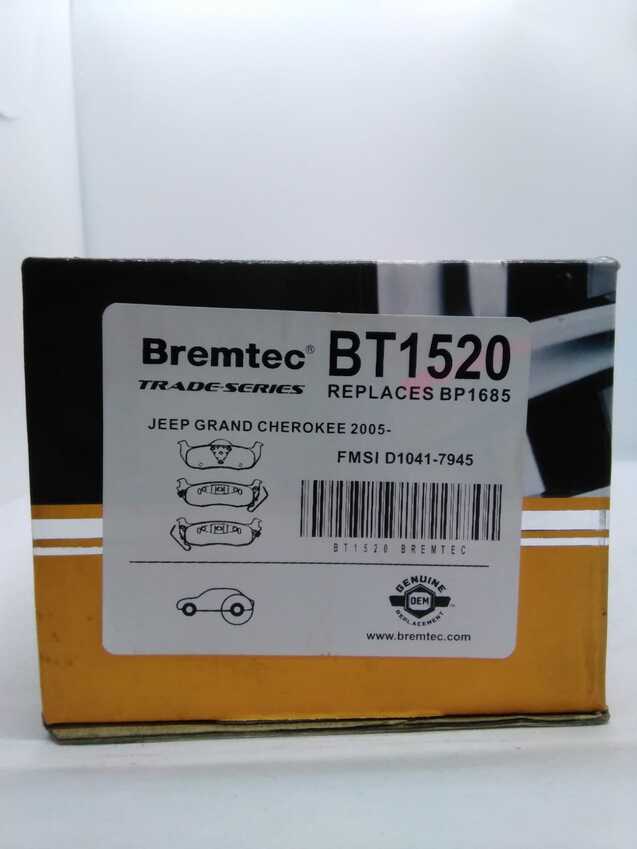 Bremtec® BT1520
TRADE-SERIES REPLACES BP1685
JEEP GRAND CHEROKEE 2005-
FMSI D1041-7945
BT1520 BREMTEC
GENUINE
OEM
REPLACEMENT
™
www.bremtec.com